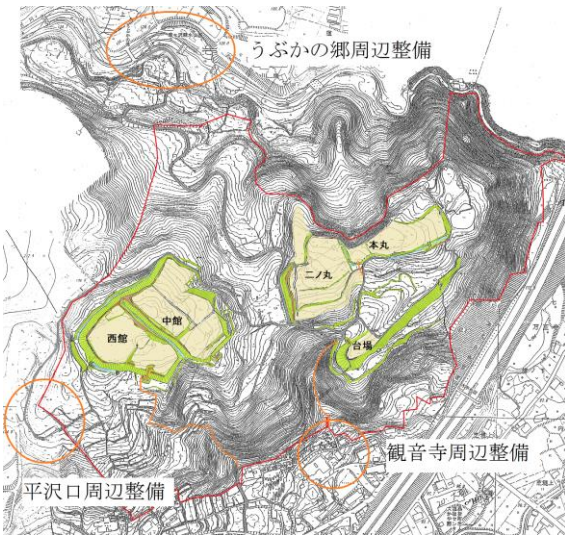 うぶかの郷周辺整備
本丸
二ノ丸
中館
西館
台場
観音寺周辺整備
平沢口周辺整備